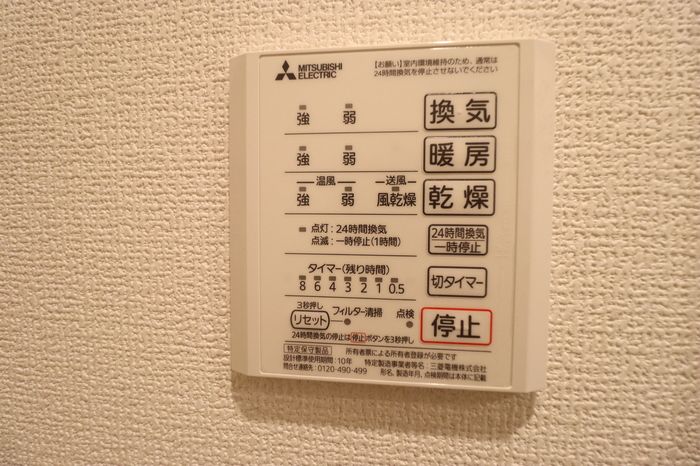 MITSUBISHI
ELECTRIC
【お願い】室内環境維持のため、通常は
24時間換気を停止させないでください
強 弱 換気
強 弱 暖房
温風 送風
強 弱 風乾燥 乾燥
点灯:24時間換気
点滅:一時停止(1時間)
24時間換気
一時停止
タイマー(残り時間)
8 6 4 3 2 1 0.5
切タイマー
3秒押し
リセット フィルター清掃 点検
停止
24時間換気の停止は停止ボタンを3秒押し
特定保守製品 所有者票による所有者登録が必要です
設計標準使用期間:10年 特定製造事業者等名:三菱電機株式会社
問合せ連絡先:0120-490-499 形名、製造年月、点検期間は本体に記載